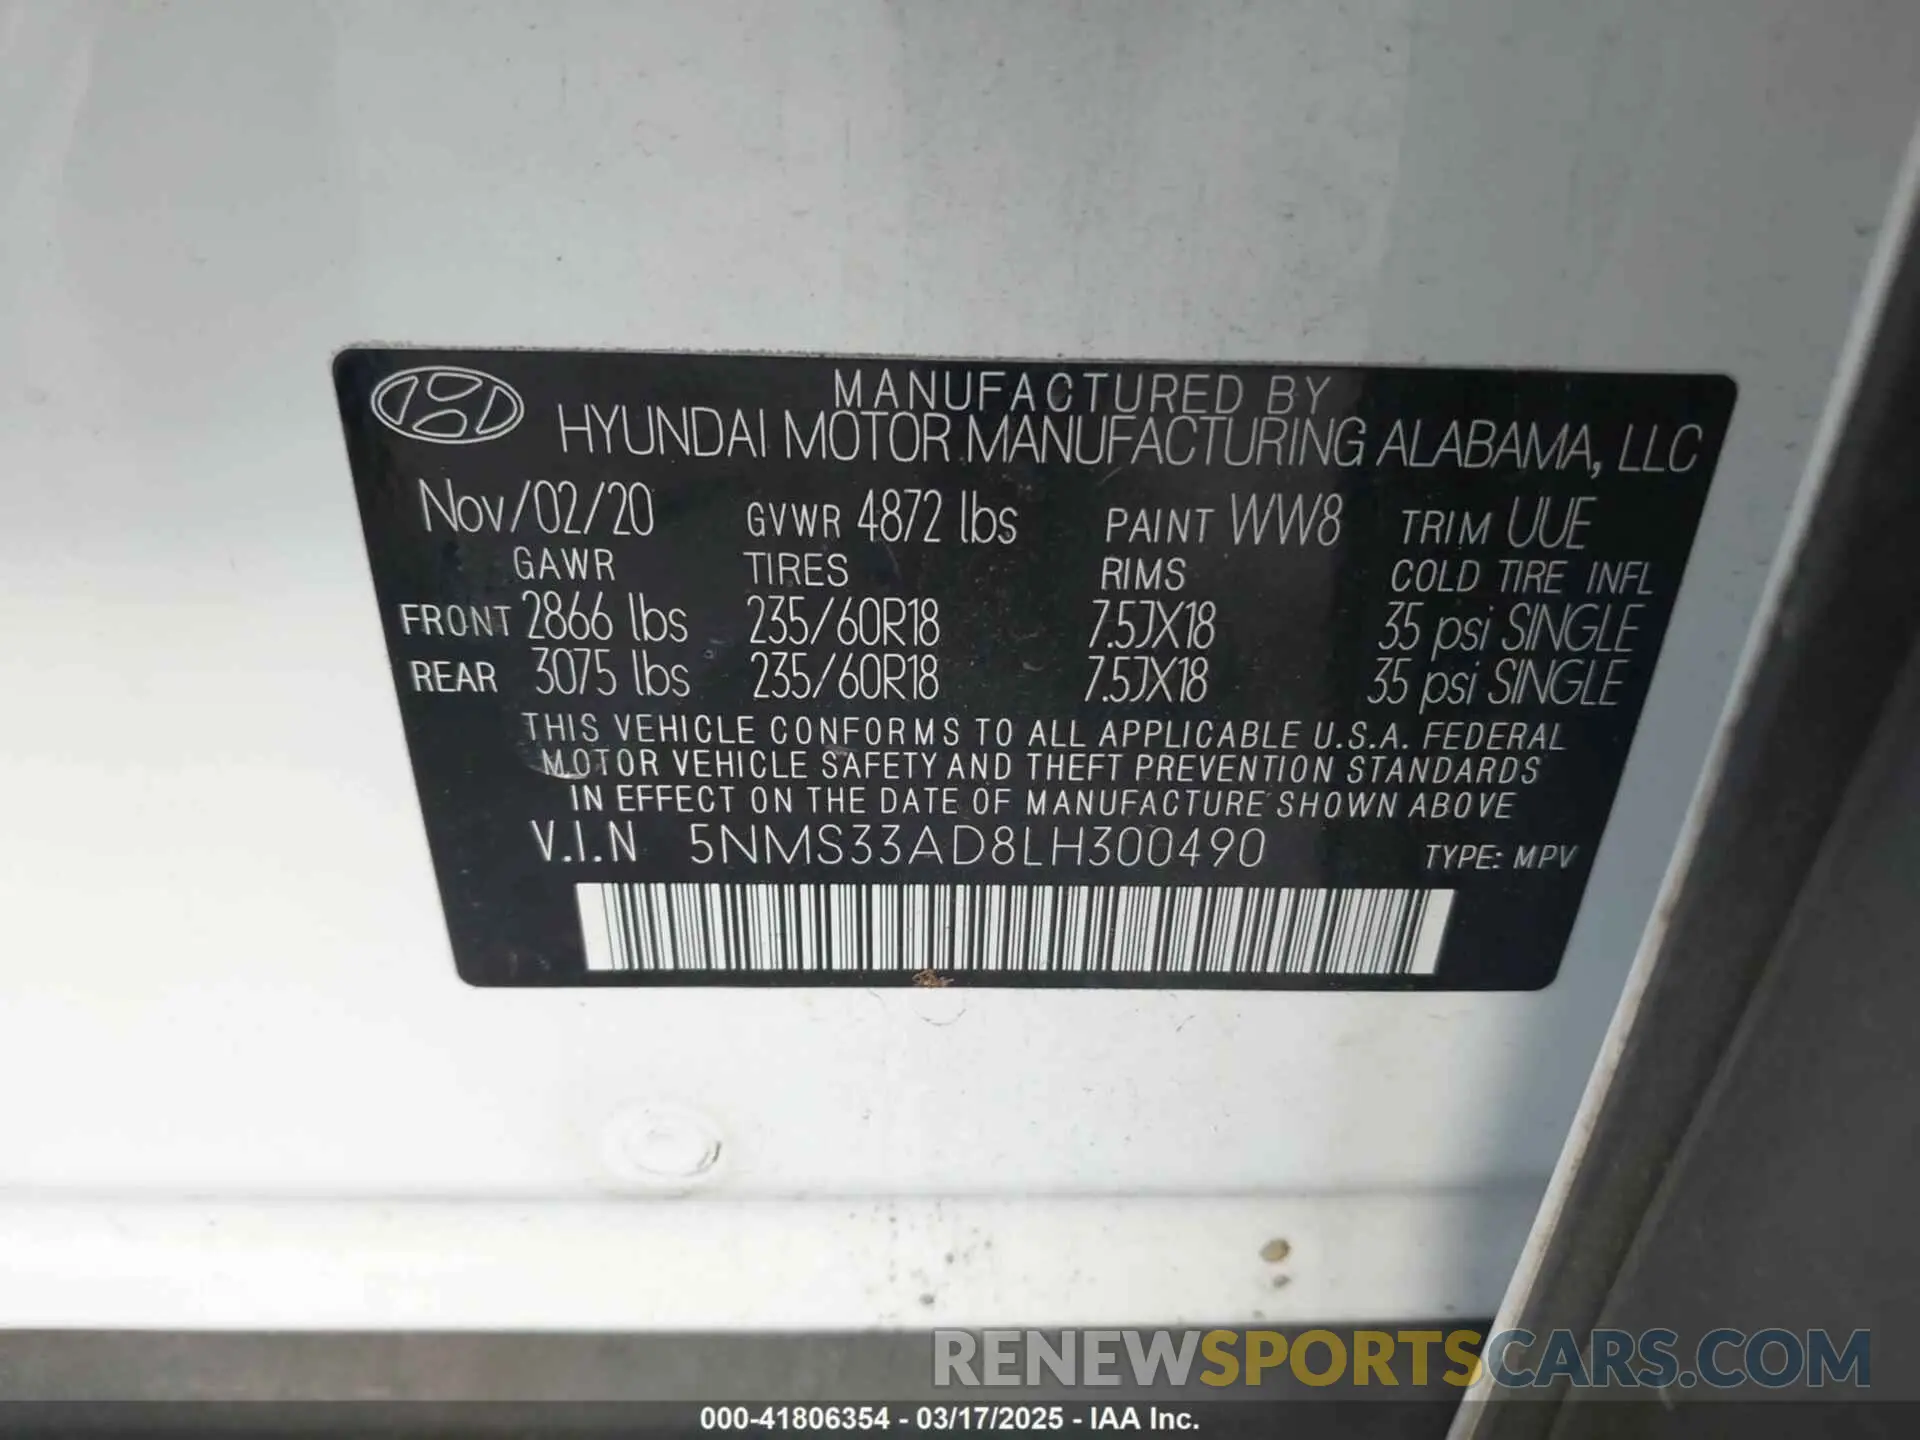 MANUFACTURED BY
HYUNDAI MOTOR MANUFACTURING ALABAMA, LLC
Nov/02/20 GVWR 4872 lbs PAINT WW8 TRIM UUE
GAWR TIRES RIMS COLD TIRE INFL
FRONT 2866 lbs 235/60R18 7.5JX18 35 psi SINGLE
REAR 3075 lbs 235/60R18 7.5JX18 35 psi SINGLE
THIS VEHICLE CONFORMS TO ALL APPLICABLE U.S.A. FEDERAL
MOTOR VEHICLE SAFETY AND THEFT PREVENTION STANDARDS
IN EFFECT ON THE DATE OF MANUFACTURE SHOWN ABOVE
V.I.N 5NMS33AD8LH300490 TYPE: MPV
RENEWSPORTSCARS.COM
000-41806354 - 03/17/2025 - IAA Inc.